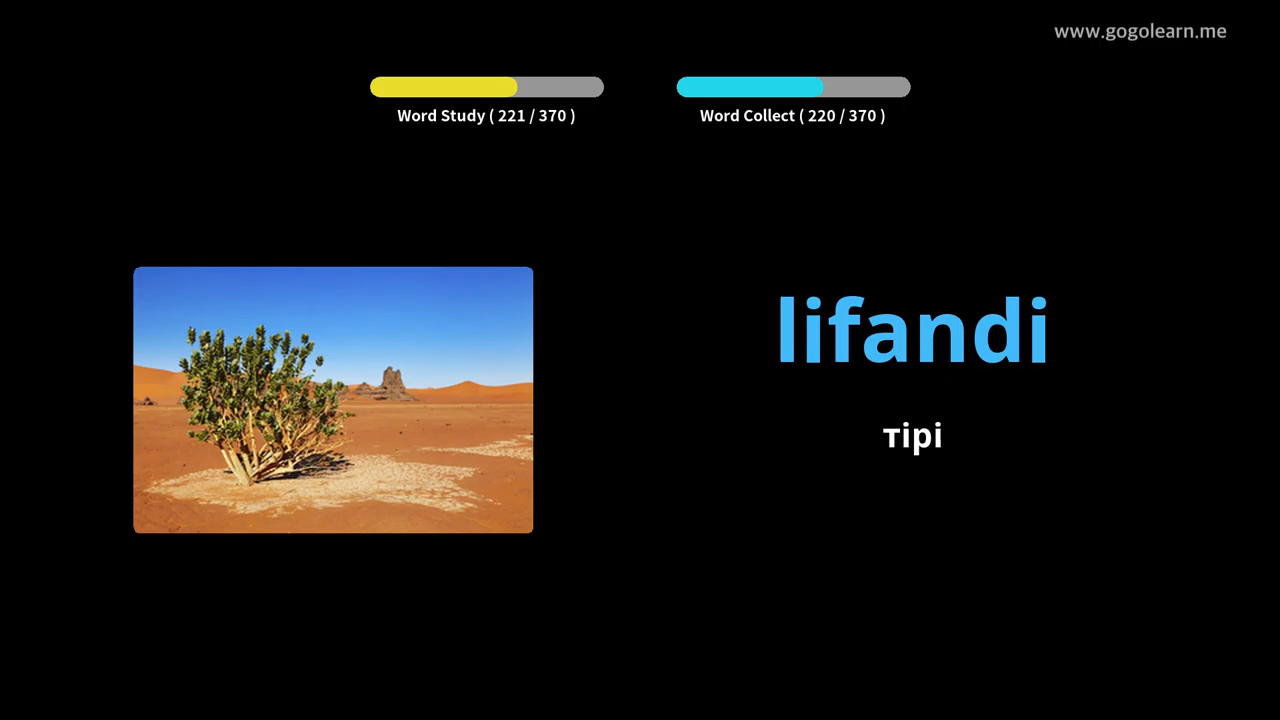 www.gogolearn.me
Word Study ( 221 / 370 )
Word Collect ( 220 / 370 )
lifandi
тірі